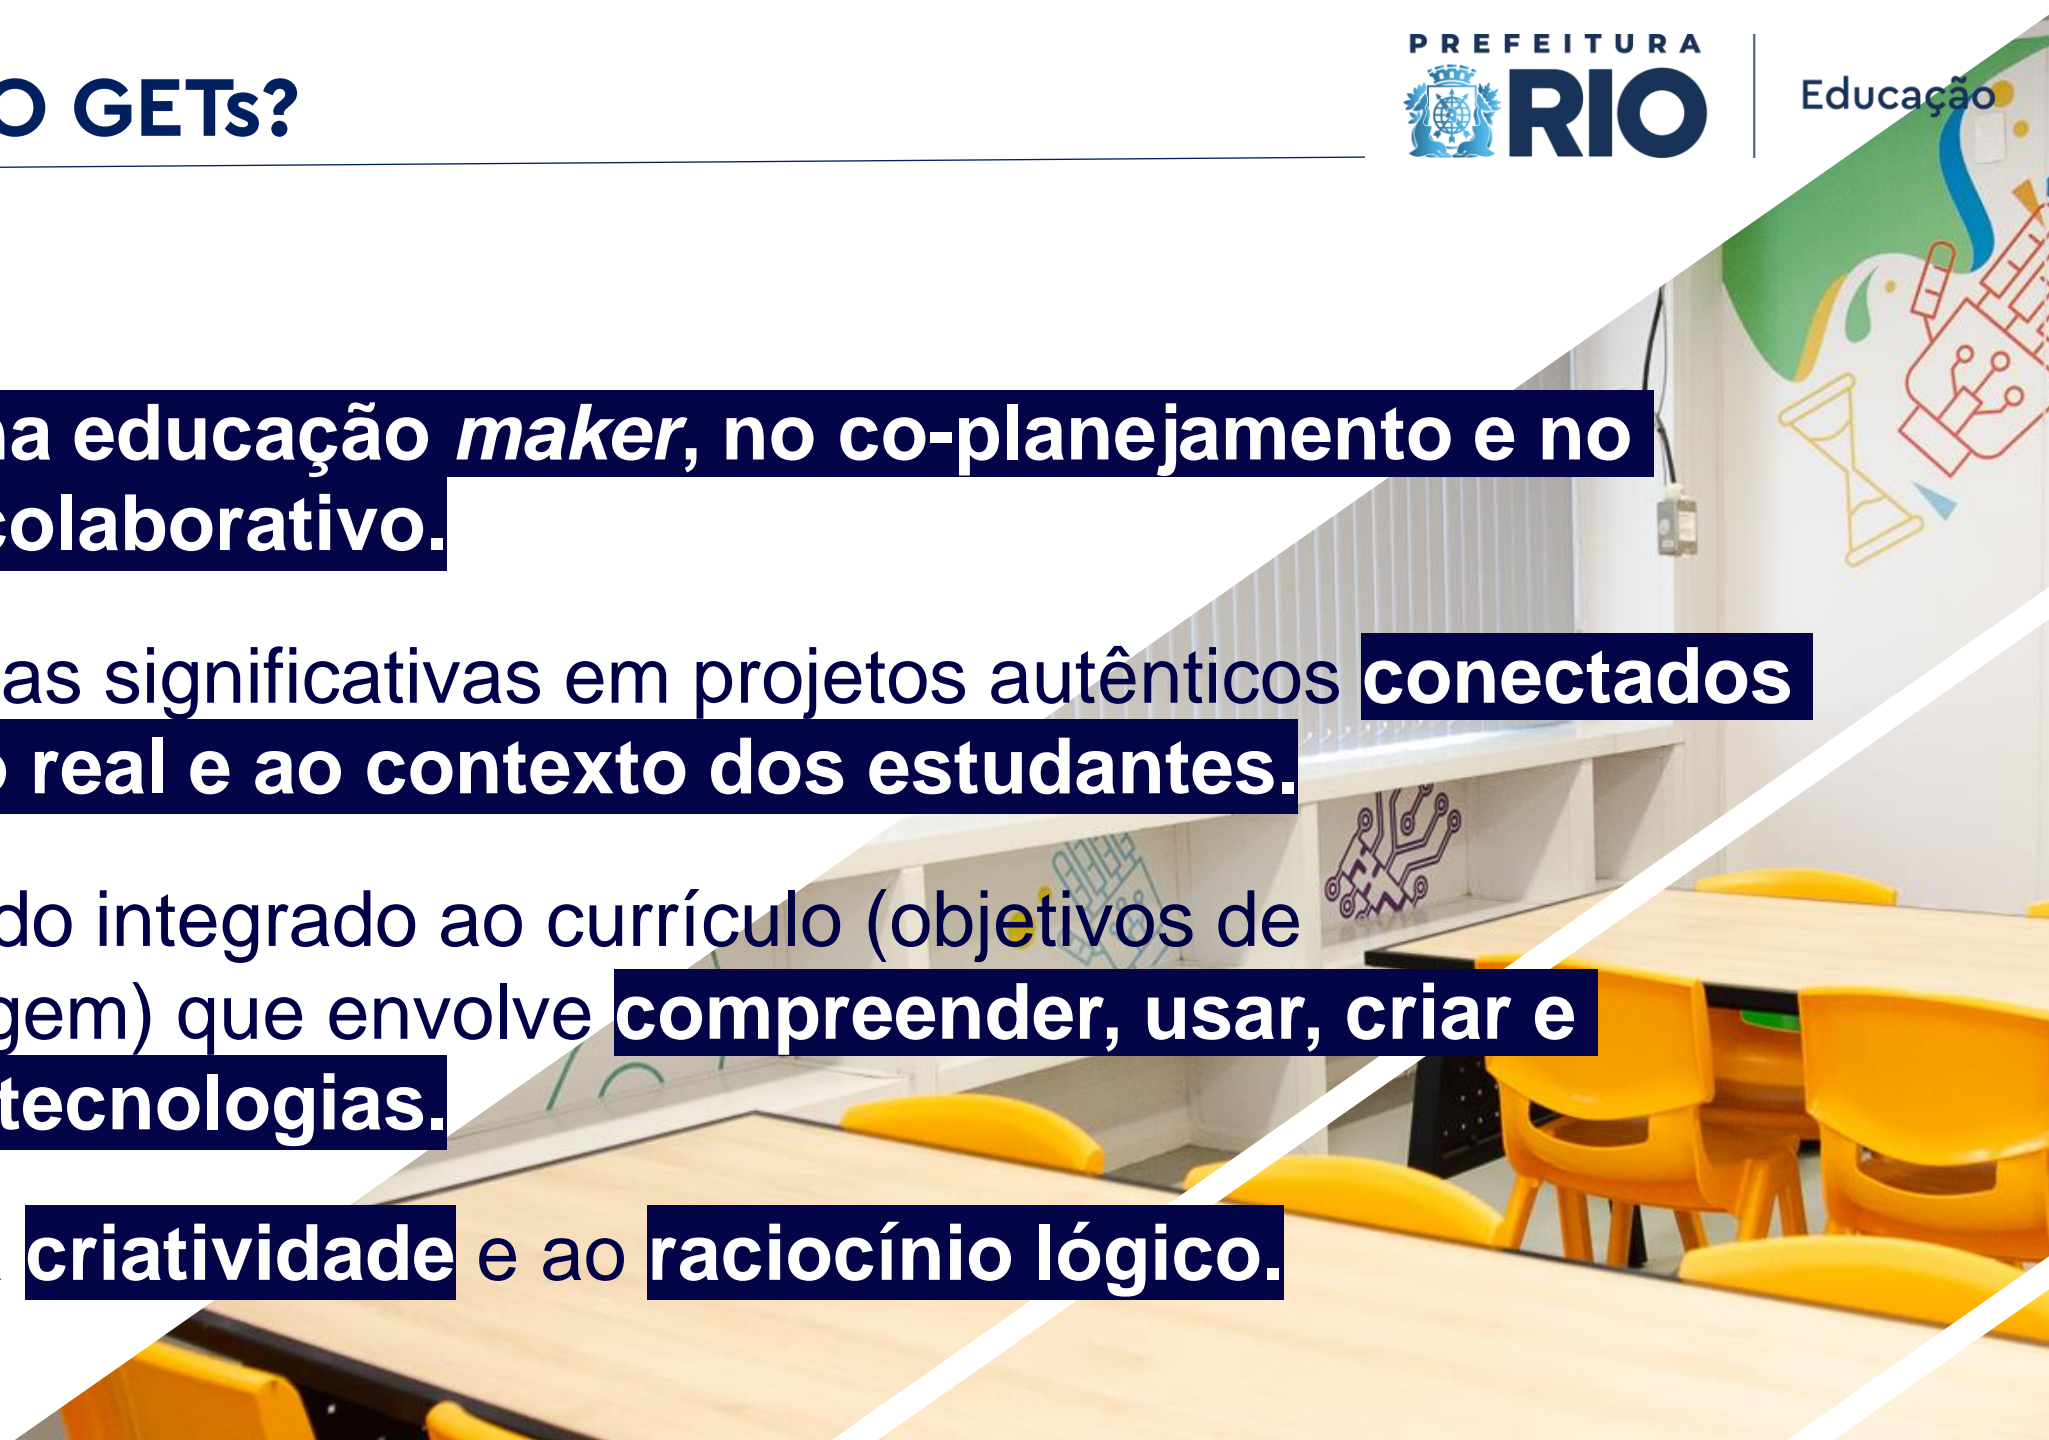 O GETs?
PREFEITURA
RIO
Educação
na educação maker, no co-planejamento e no
colaborativo.
as significativas em projetos autênticos conectados
real e ao contexto dos estudantes.
do integrado ao currículo (objetivos de
gem) que envolve compreender, usar, criar e
tecnologias.
criatividade e ao raciocínio lógico.